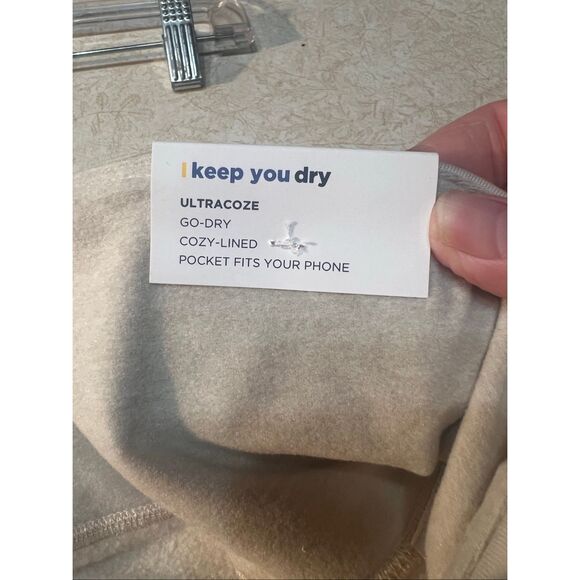 I keep you dry
ULTRACOZE
GO-DRY
COZY-LINED
POCKET FITS YOUR PHONE